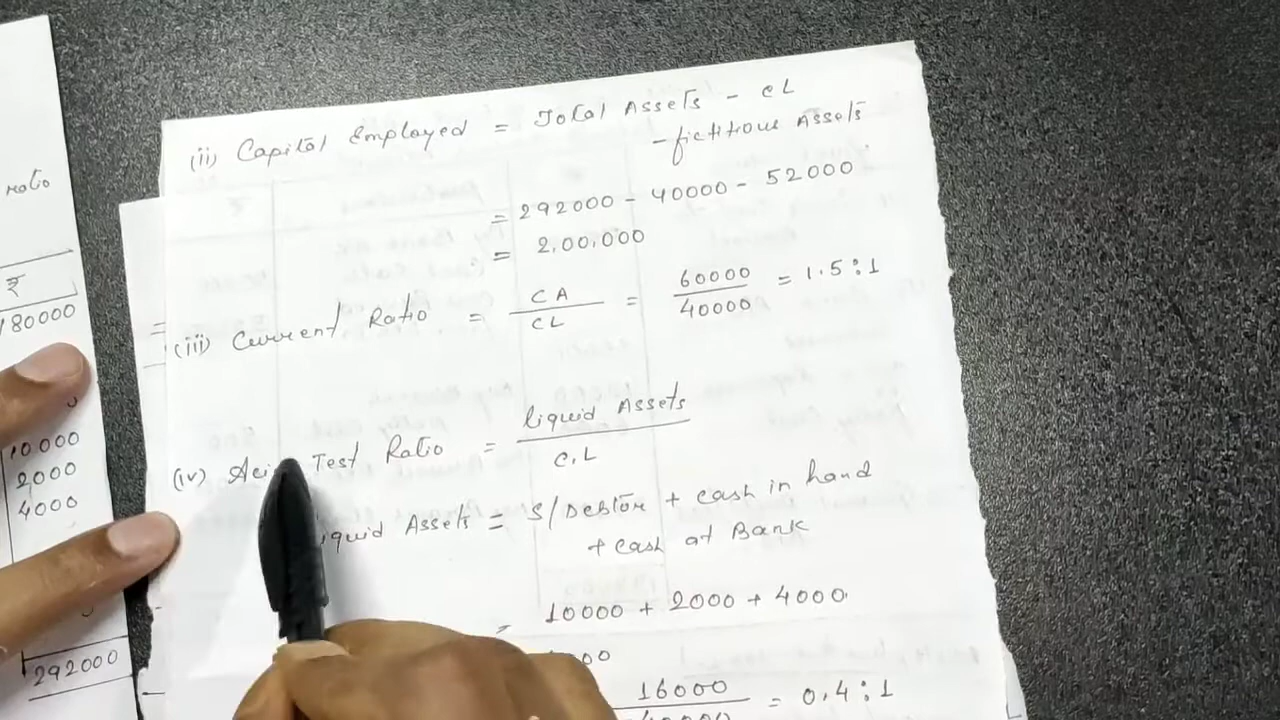 ratio
₹
180000
10000
2000
4000
292000
(ii) Capital Employed = Total Assets - CL
- fictitious Assets
= 292000 - 40000 - 52000
= 2,00,000
=
(iii) Current Ratio = CA / CL = 60000 / 40000 = 1.5:1
(iv) Test Ratio = liquid Assets / C.L
Assets = S/Debtor + cash in hand
+ cash at Bank
= 10000 + 2000 + 4000
16000
= 0.4:1